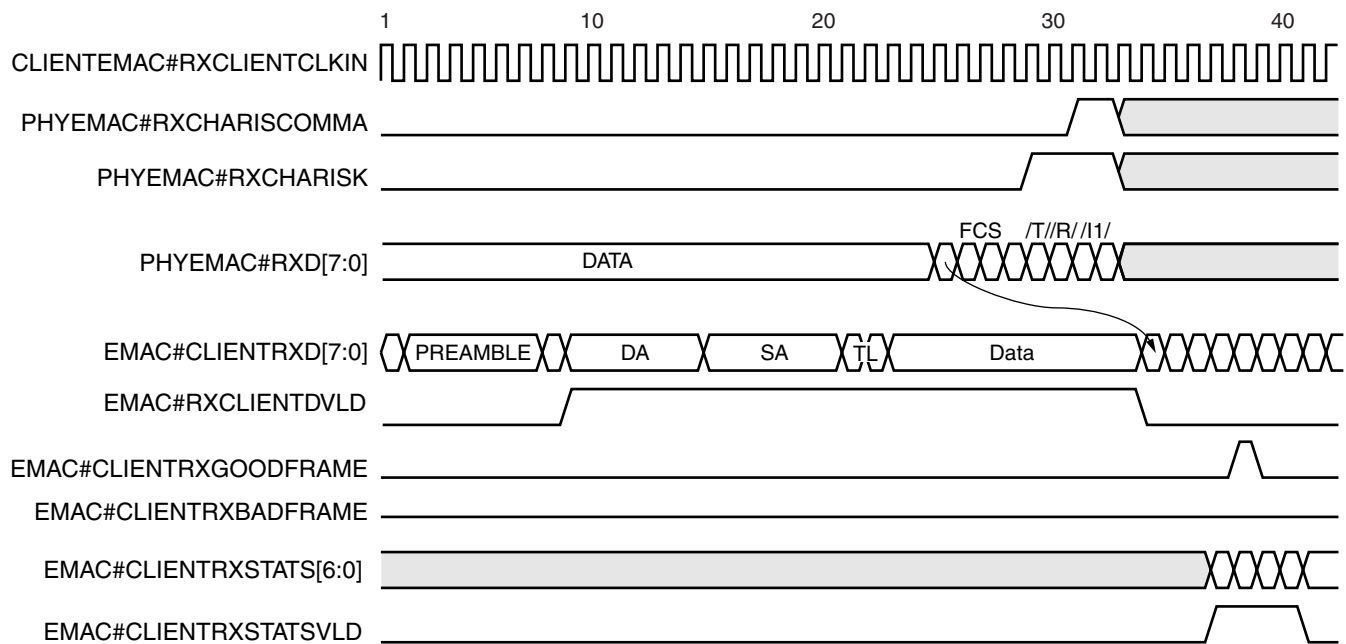 1 10 20 30 40
CLIENTEMAC#RXCLIENTCLKIN
PHYEMAC#RXCHARISCOMMA
PHYEMAC#RXCHARISK
FCS /T//R/ /I1/
PHYEMAC#RXD[7:0] DATA
EMAC#CLIENTRXD[7:0] PREAMBLE DA SA TL Data
EMAC#RXCLIENTDVLD
EMAC#CLIENTRXGOODFRAME
EMAC#CLIENTRXBADFRAME
EMAC#CLIENTRXSTATS[6:0]
EMAC#CLIENTRXSTATSVLD